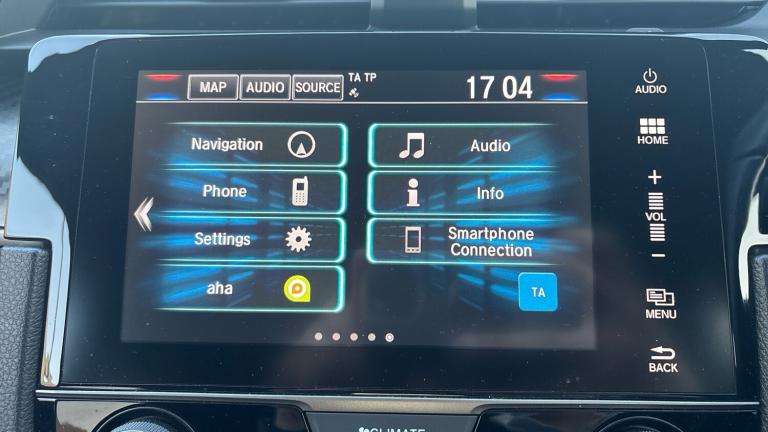 MAP AUDIO SOURCE TA TP 17 04
Navigation
Audio
Phone
Info
Settings
Smartphone
Connection
aha
TA
AUDIO
HOME
+
VOL
−
MENU
BACK
CLIMATE